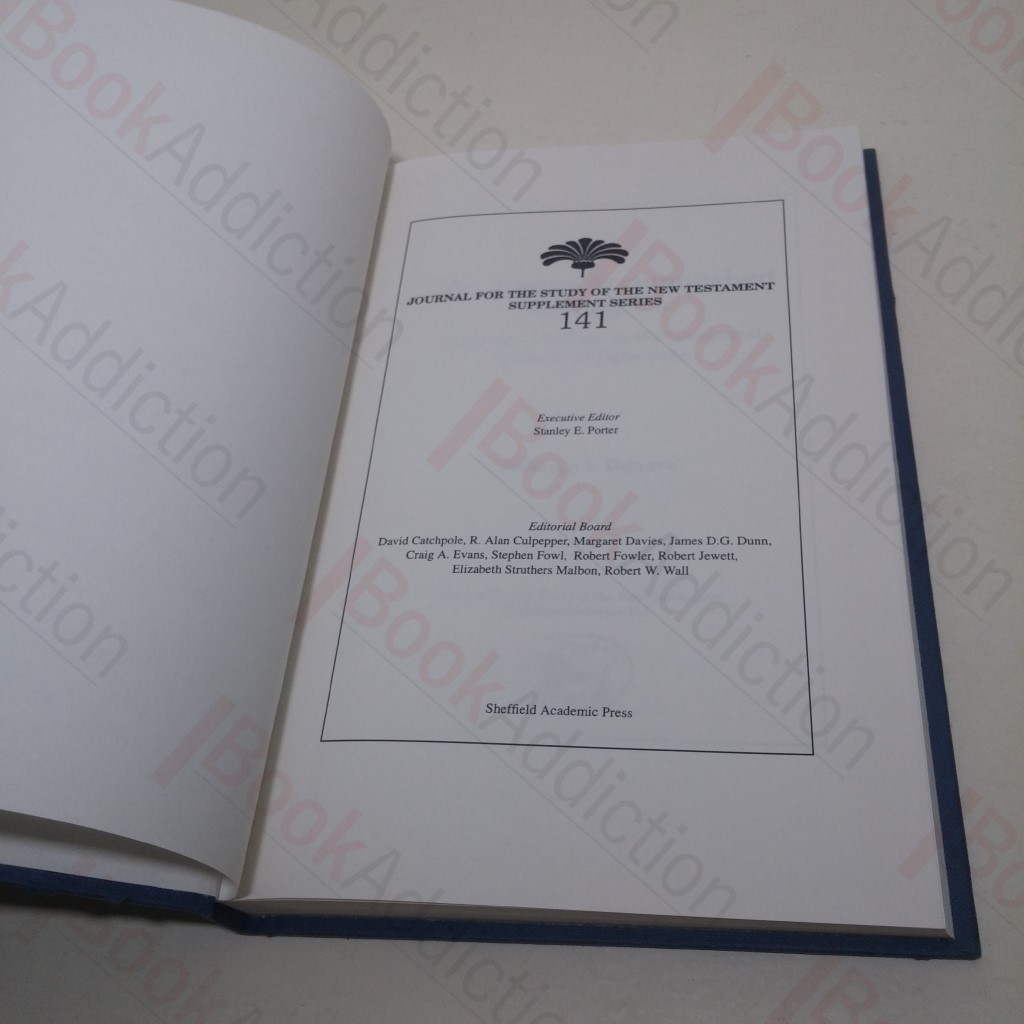 JOURNAL FOR THE STUDY OF THE NEW TESTAMENT
SUPPLEMENT SERIES
141
Executive Editor
Stanley E. Porter
Editorial Board
David Catchpole, R. Alan Culpepper, Margaret Davies, James D.G. Dunn,
Craig A. Evans, Stephen Fowl, Robert Fowler, Robert Jewett,
Elizabeth Struthers Malbon, Robert W. Wall
Sheffield Academic Press
BookAddiction